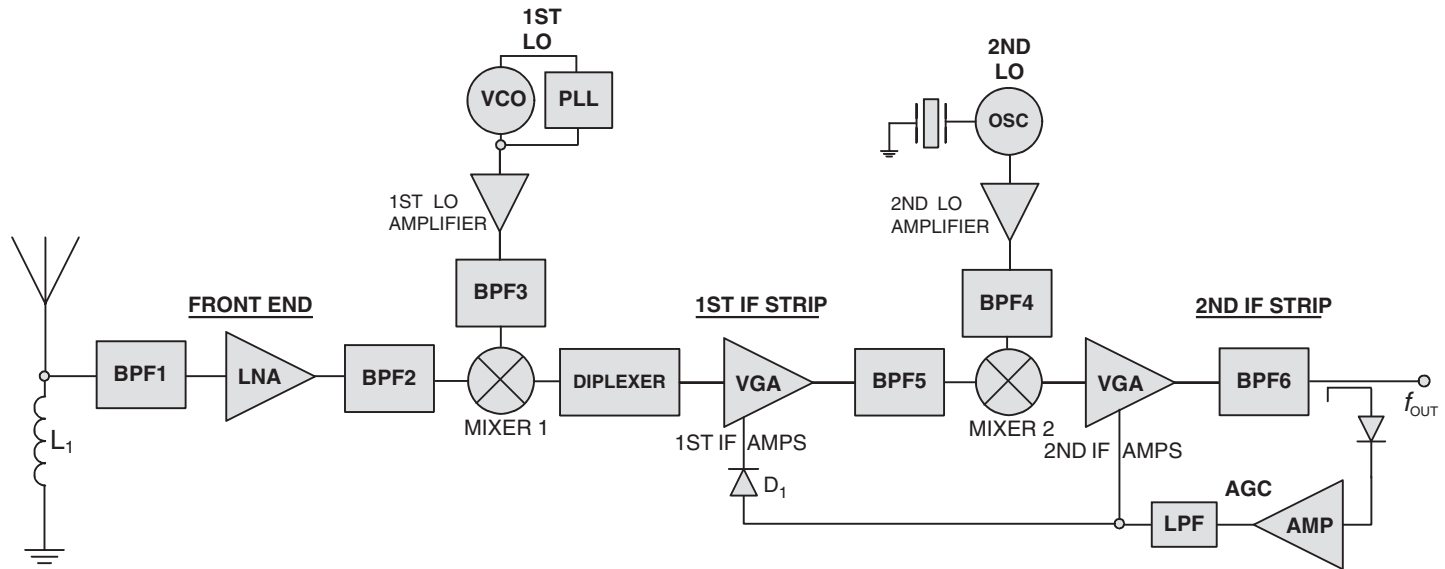 1ST
LO
VCO
PLL
1ST LO
AMPLIFIER
BPF3
2ND
LO
OSC
2ND LO
AMPLIFIER
BPF4
FRONT END
1ST IF STRIP
2ND IF STRIP
BPF1
LNA
BPF2
MIXER 1
DIPLEXER
VGA
1ST IF AMPS
BPF5
MIXER 2
VGA
2ND IF AMPS
BPF6
fOUT
L1
D1
AGC
LPF
AMP